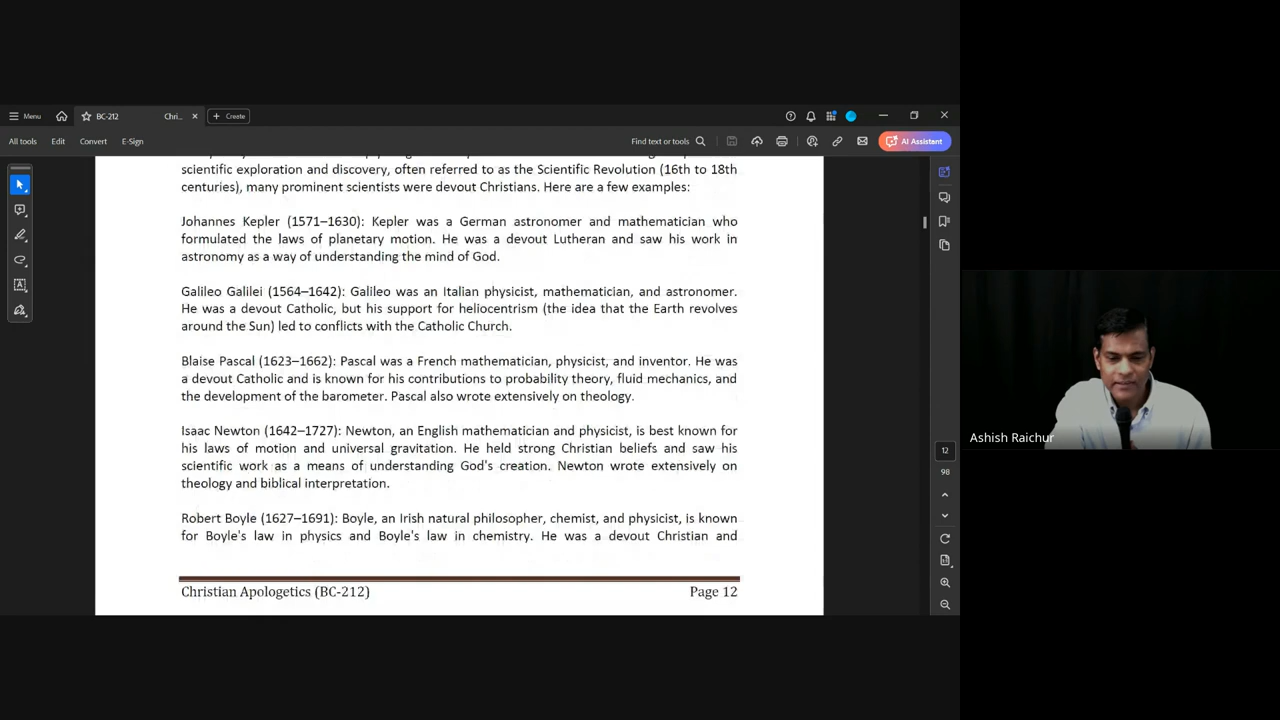 Menu
BC-212
Chri...
Create
All tools
Edit
Convert
E-Sign
Find text or tools
AI Assistant
scientific exploration and discovery, often referred to as the Scientific Revolution (16th to 18th
centuries), many prominent scientists were devout Christians. Here are a few examples:
Johannes Kepler (1571–1630): Kepler was a German astronomer and mathematician who
formulated the laws of planetary motion. He was a devout Lutheran and saw his work in
astronomy as a way of understanding the mind of God.
Galileo Galilei (1564–1642): Galileo was an Italian physicist, mathematician, and astronomer.
He was a devout Catholic, but his support for heliocentrism (the idea that the Earth revolves
around the Sun) led to conflicts with the Catholic Church.
Blaise Pascal (1623–1662): Pascal was a French mathematician, physicist, and inventor. He was
a devout Catholic and is known for his contributions to probability theory, fluid mechanics, and
the development of the barometer. Pascal also wrote extensively on theology.
Isaac Newton (1642–1727): Newton, an English mathematician and physicist, is best known for
his laws of motion and universal gravitation. He held strong Christian beliefs and saw his
scientific work as a means of understanding God's creation. Newton wrote extensively on
theology and biblical interpretation.
Robert Boyle (1627–1691): Boyle, an Irish natural philosopher, chemist, and physicist, is known
for Boyle's law in physics and Boyle's law in chemistry. He was a devout Christian and
Christian Apologetics (BC-212) Page 12
12
98
Ashish Raichur